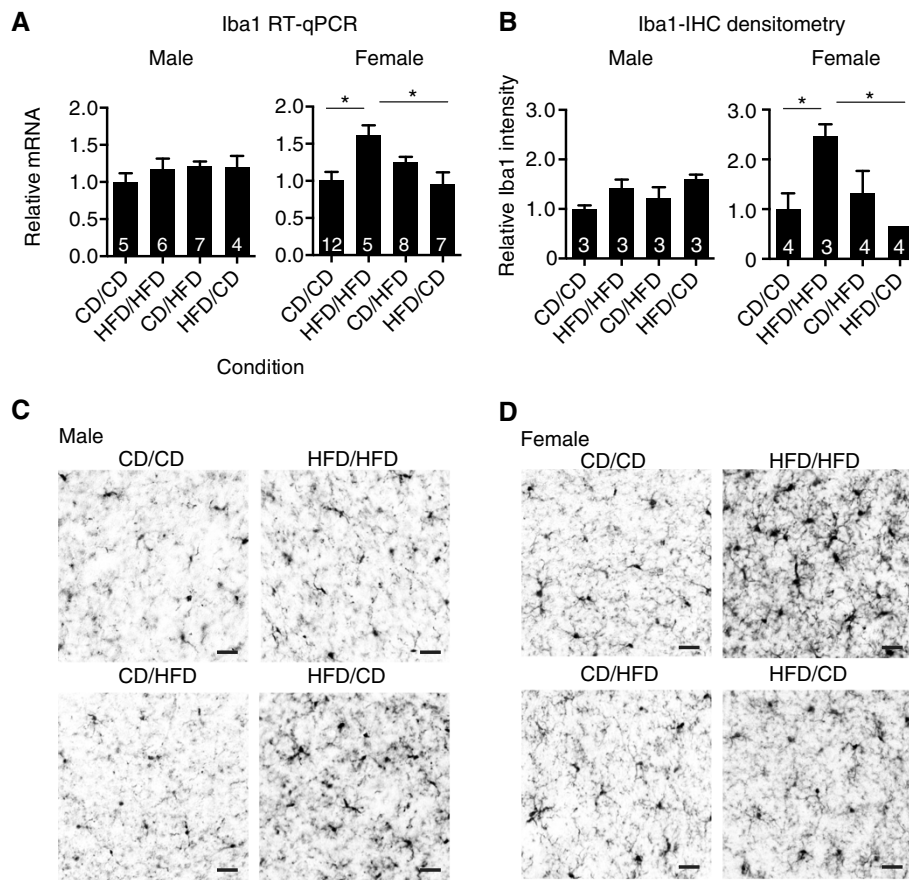 A
Iba1 RT-qPCR
Male
Female
Relative mRNA
2.0
1.5
1.0
0.5
0.0
5
6
7
4
CD/CD
HFD/HFD
CD/HFD
HFD/CD
2.0
1.5
1.0
0.5
0.0
*
*
12
5
8
7
CD/CD
HFD/HFD
CD/HFD
HFD/CD
Condition
B
Iba1-IHC densitometry
Male
Female
Relative Iba1 intensity
3.0
2.0
1.0
0.0
3
3
3
3
CD/CD
HFD/HFD
CD/HFD
HFD/CD
3.0
2.0
1.0
0.0
*
*
4
3
4
4
CD/CD
HFD/HFD
CD/HFD
HFD/CD
C
Male
CD/CD
HFD/HFD
CD/HFD
HFD/CD
D
Female
CD/CD
HFD/HFD
CD/HFD
HFD/CD